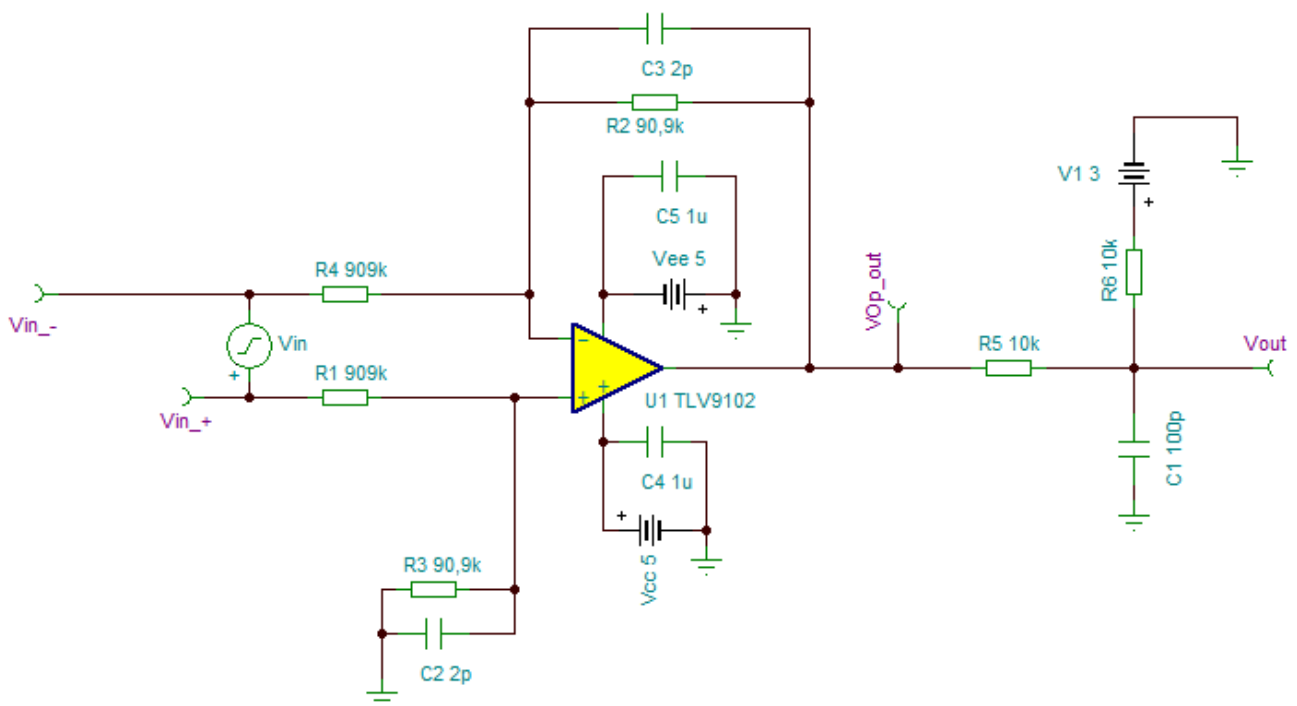 C3 2p
R2 90,9k
V1 3
+
C5 1u
R4 909k
Vee 5
+
VOp_out
R6 10k
Vin_-
Vin
+
-
R5 10k
Vout
R1 909k
+
+
U1 TLV9102
Vin_+
C4 1u
C1 100p
+
R3 90,9k
Vcc 5
C2 2p